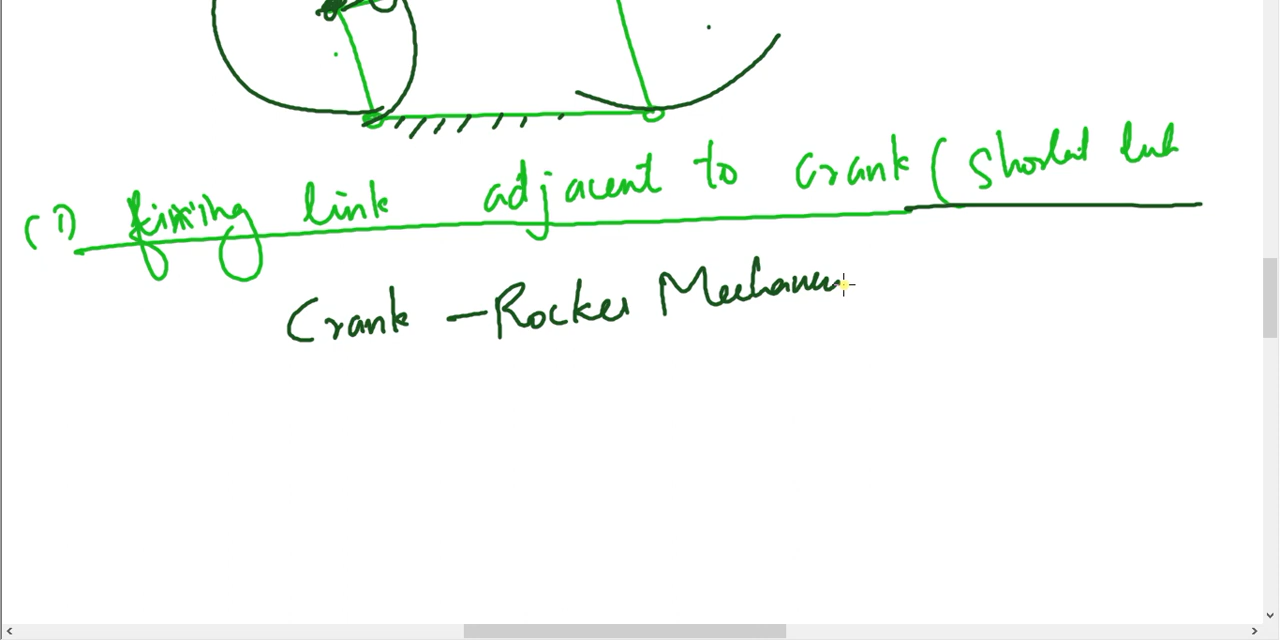 (1) fixing link adjacent to crank (Shortest link
Crank - Rocker Mechanism